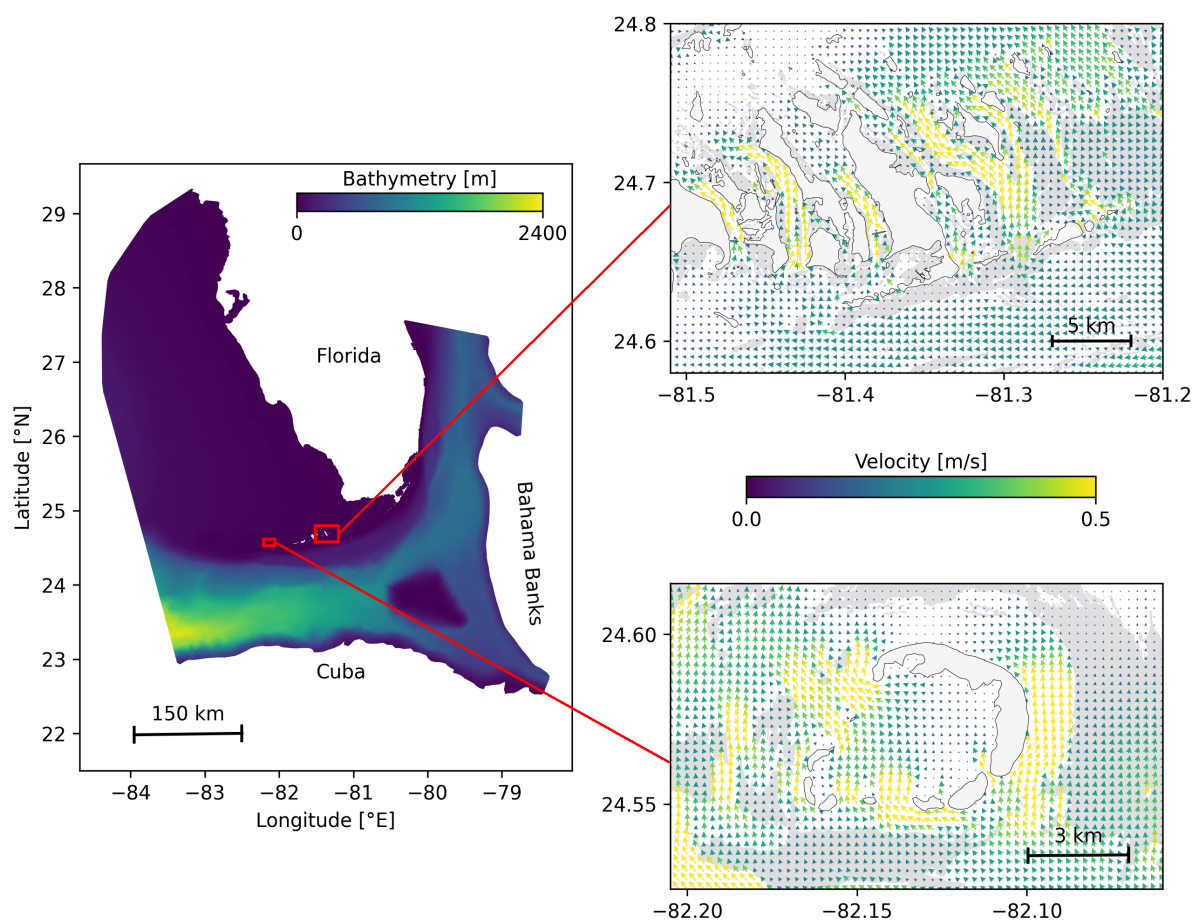 Bathymetry [m]
0 2400
29
28
27
26
25
24
23
22
Latitude [°N]
Florida
Bahama Banks
Cuba
150 km
−84 −83 −82 −81 −80 −79
Longitude [°E]
24.8
24.7
24.6
5 km
−81.5 −81.4 −81.3 −81.2
Velocity [m/s]
0.0 0.5
24.60
24.55
3 km
−82.20 −82.15 −82.10